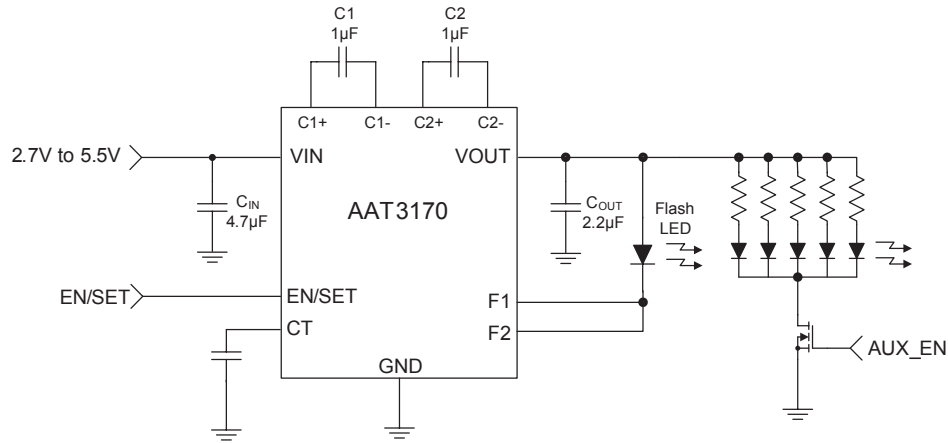 C1
1µF
C2
1µF
C1+
C1-
C2+
C2-
2.7V to 5.5V
VIN
VOUT
CIN
4.7µF
AAT3170
COUT
2.2µF
Flash
LED
EN/SET
EN/SET
F1
CT
F2
AUX_EN
GND